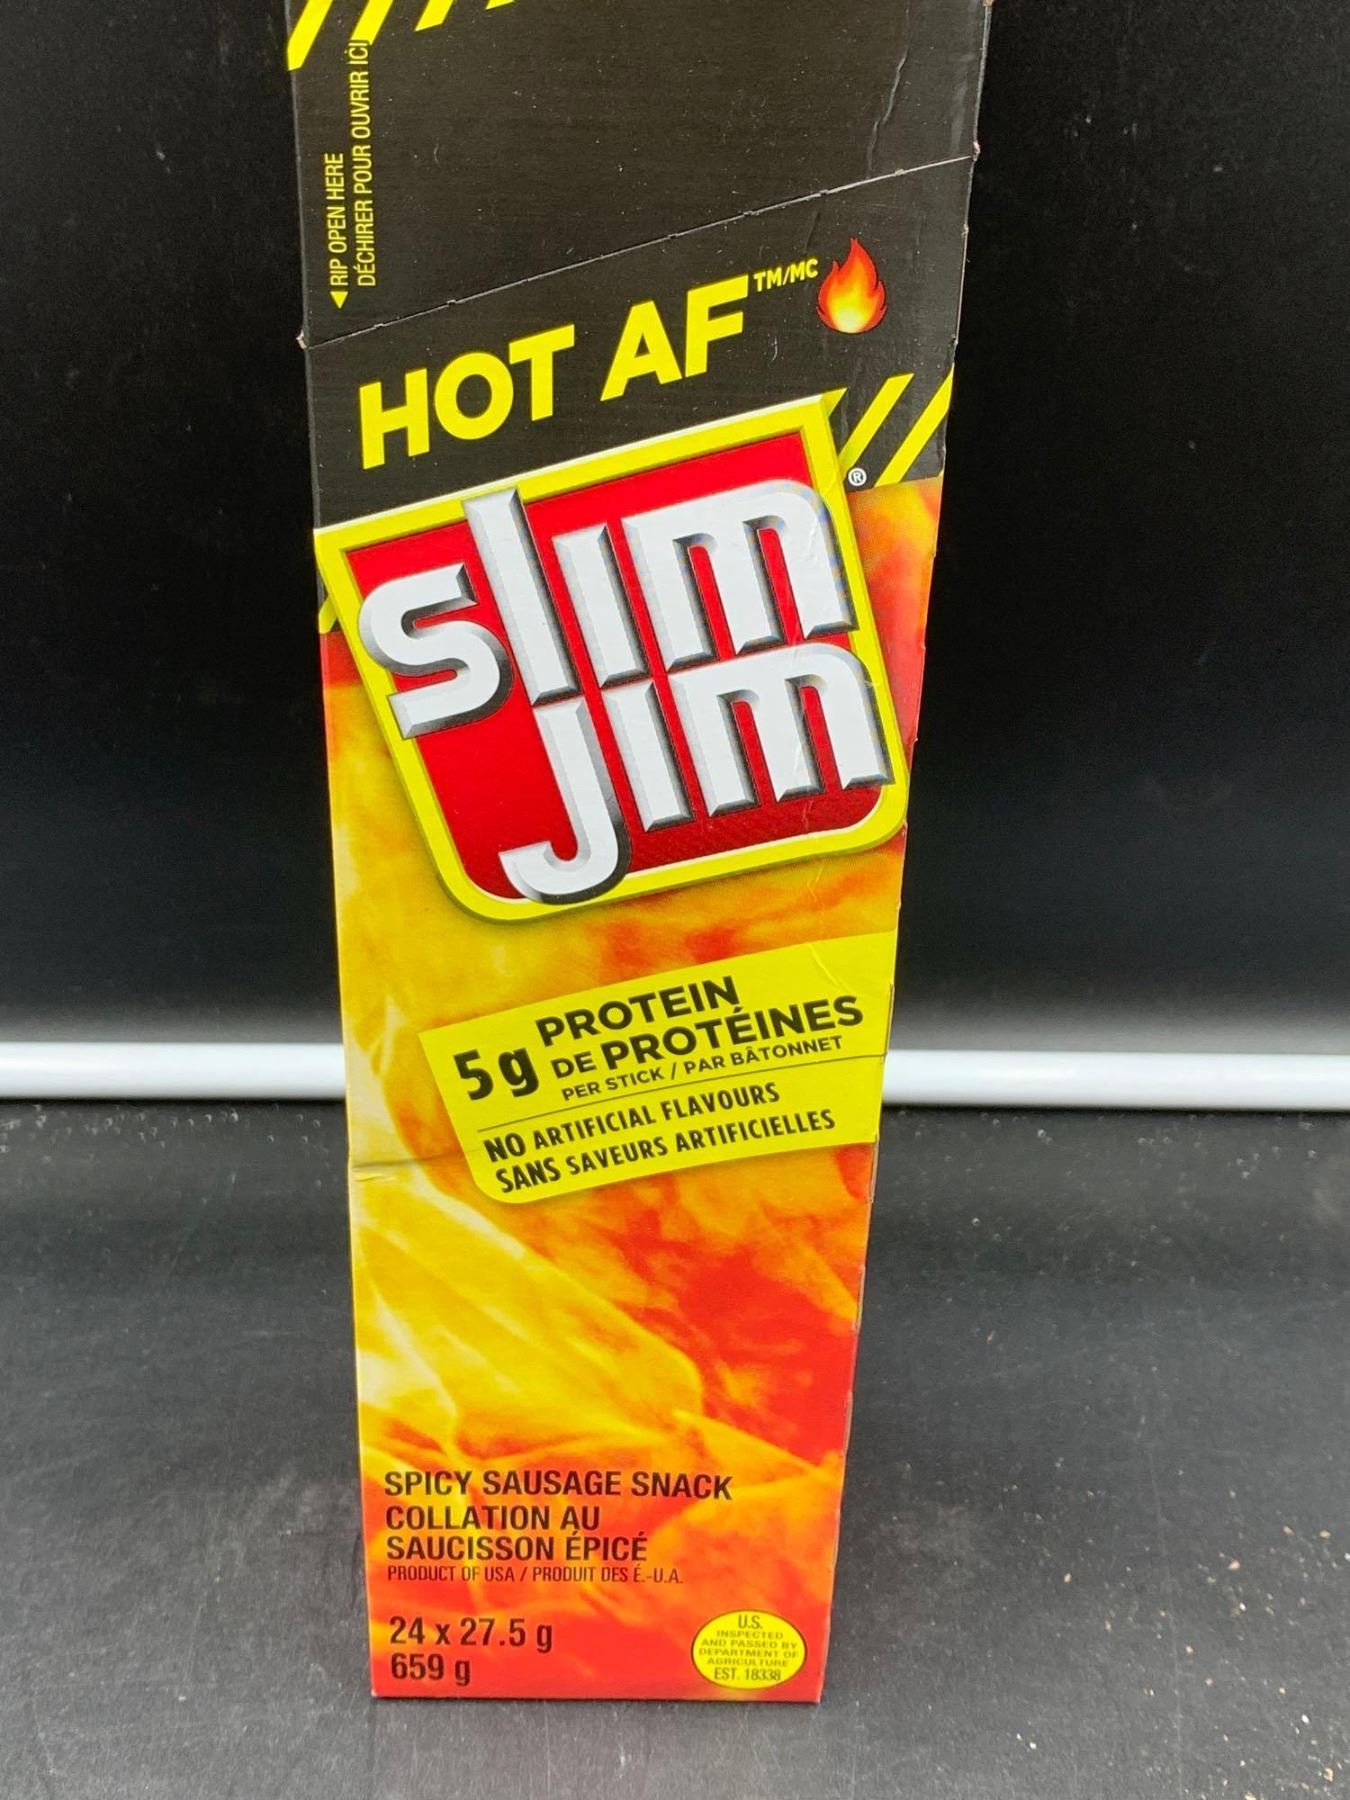 ◄ RIP OPEN HERE
DÉCHIRER POUR OUVRIR ICI
HOT AF TM/MC
slim ®
jim
5g PROTEIN
DE PROTÉINES
PER STICK / PAR BÂTONNET
NO ARTIFICIAL FLAVOURS
SANS SAVEURS ARTIFICIELLES
SPICY SAUSAGE SNACK
COLLATION AU
SAUCISSON ÉPICÉ
PRODUCT OF USA / PRODUIT DES É.-U.A.
24 x 27.5 g
659 g
U.S.
INSPECTED
AND PASSED BY
DEPARTMENT OF
AGRICULTURE
EST. 18338